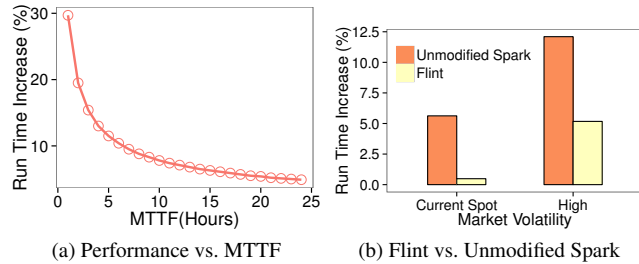 Run Time Increase (%)
30
20
10
0 5 10 15 20 25
MTTF(Hours)
(a) Performance vs. MTTF
Run Time Increase (%)
12.5
10.0
7.5
5.0
2.5
0.0
Unmodified Spark
Flint
Current Spot High
Market Volatility
(b) Flint vs. Unmodified Spark